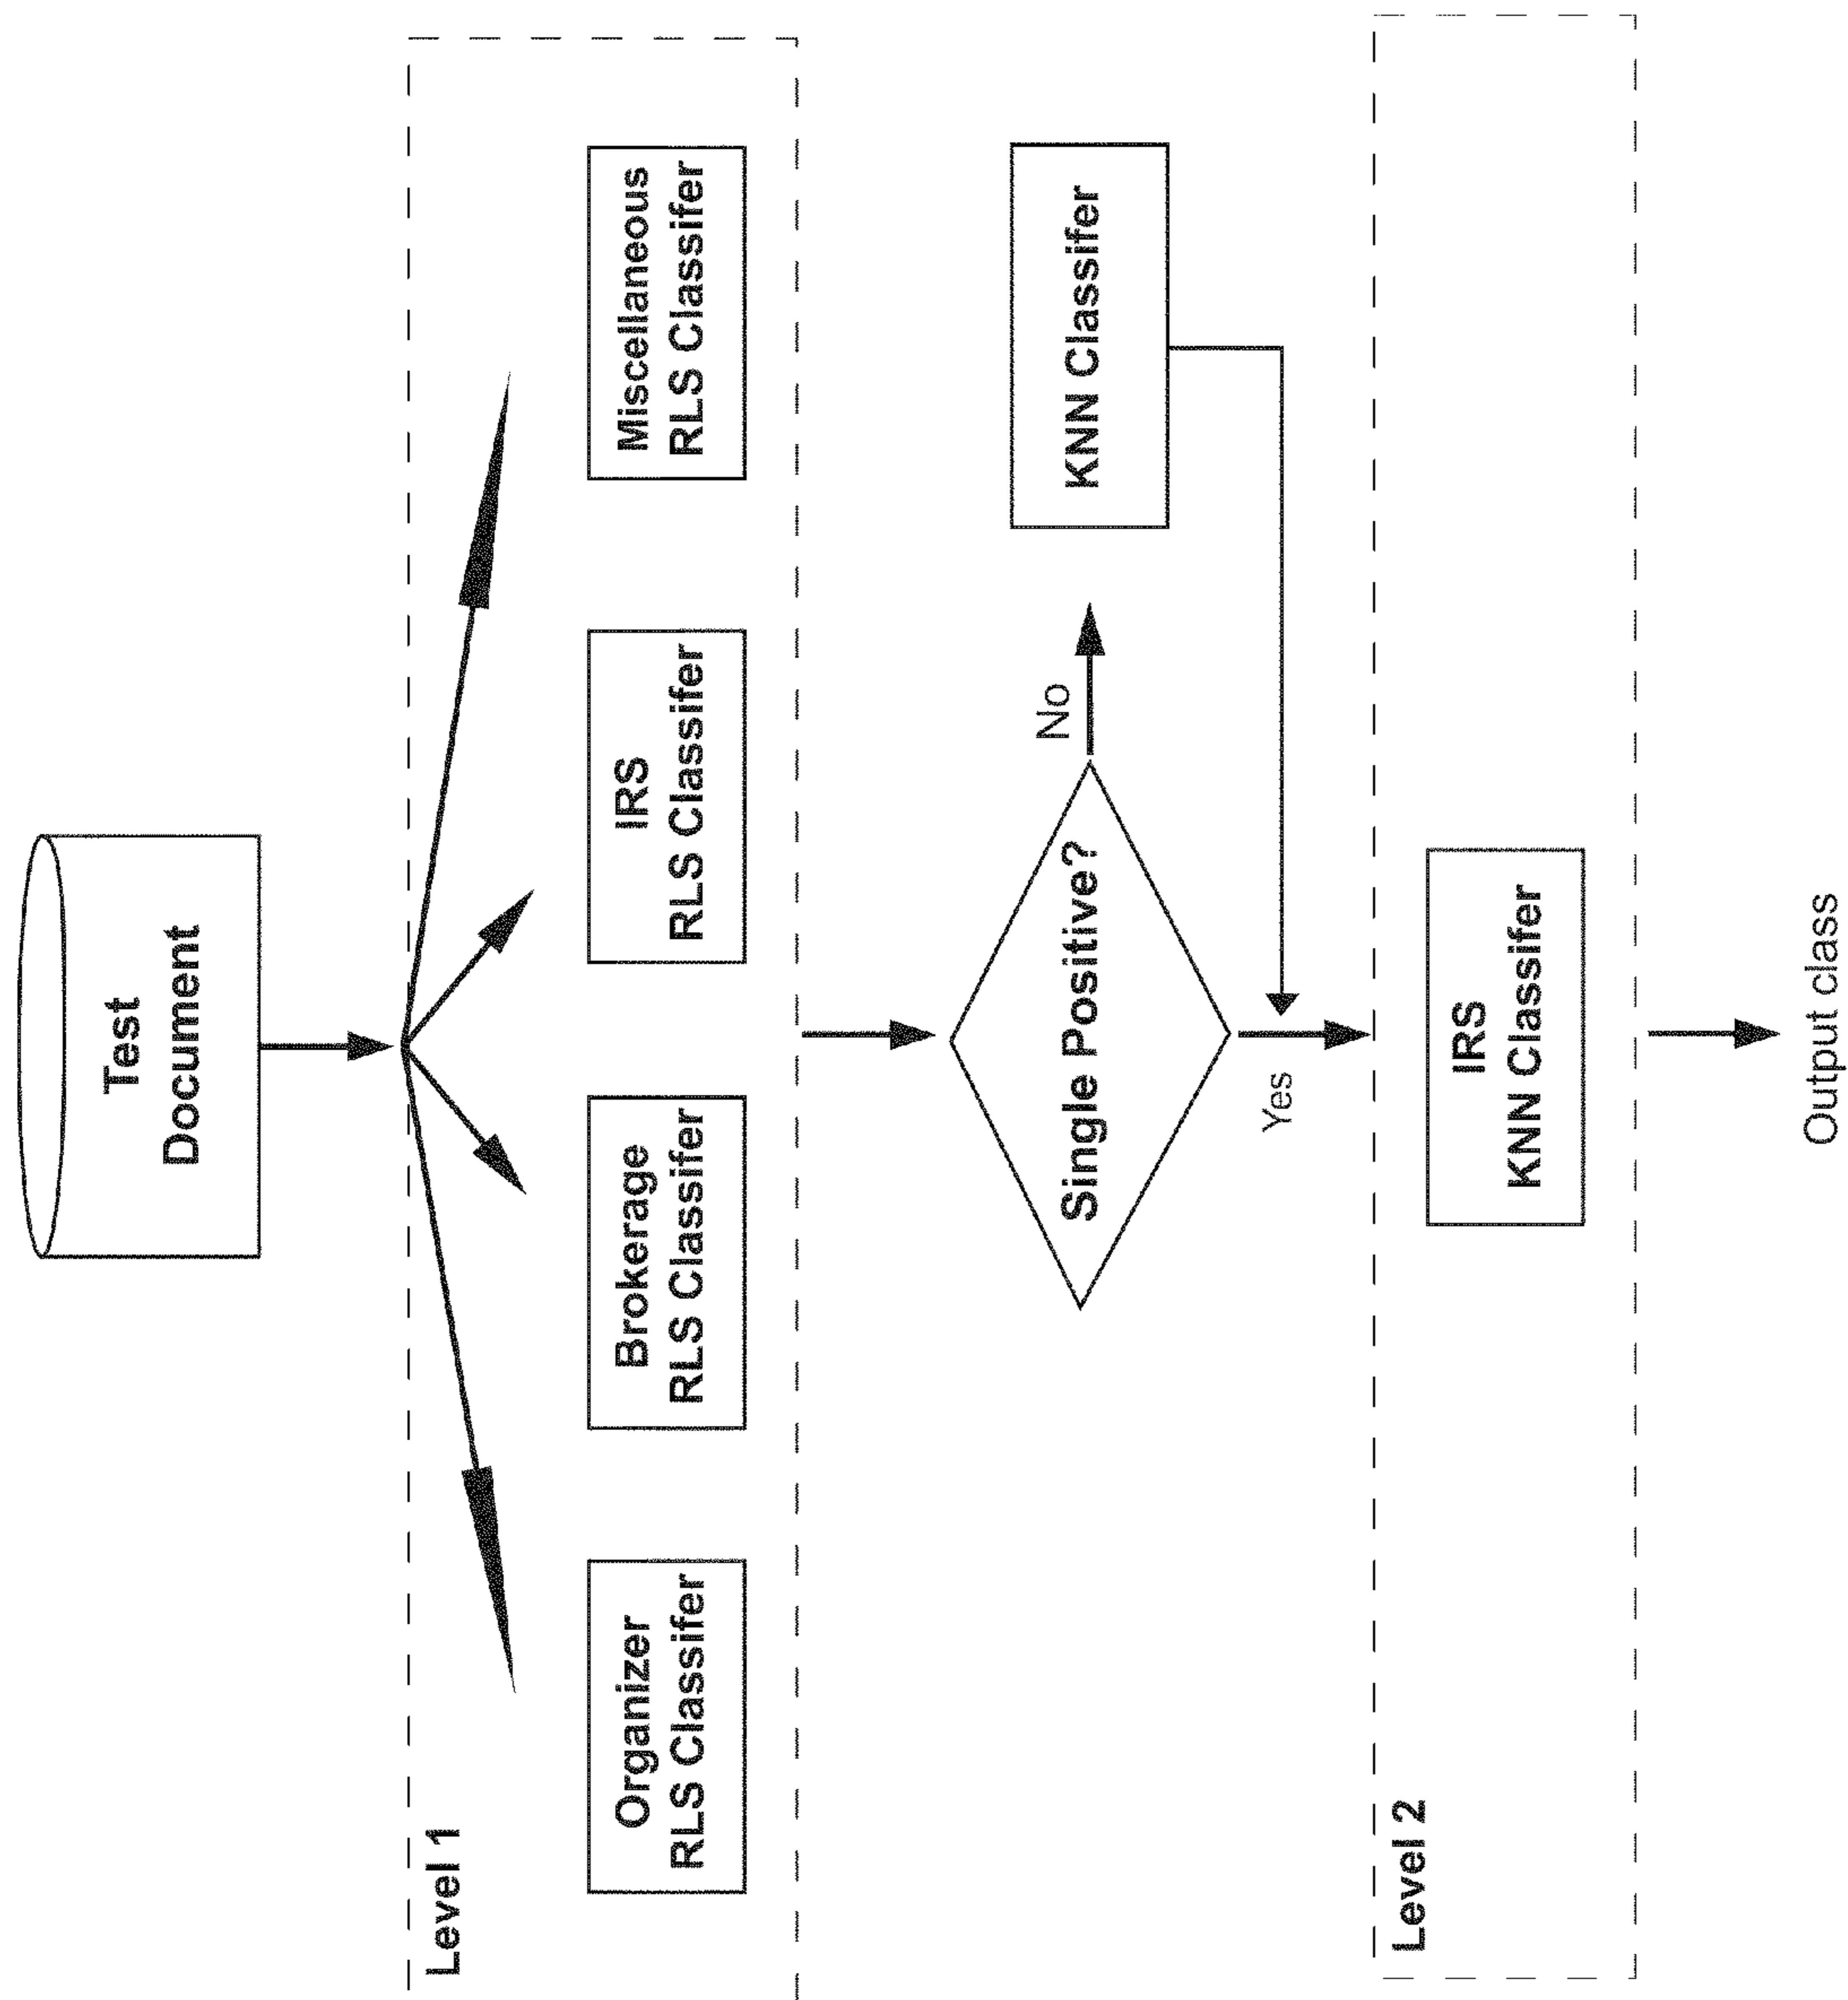 Test
Document
Level 1
Organizer
RLS Classifer
Brokerage
RLS Classifer
IRS
RLS Classifer
Miscellaneous
RLS Classifer
Single Positive?
No
KNN Classifer
Yes
Level 2
IRS
KNN Classifer
Output class